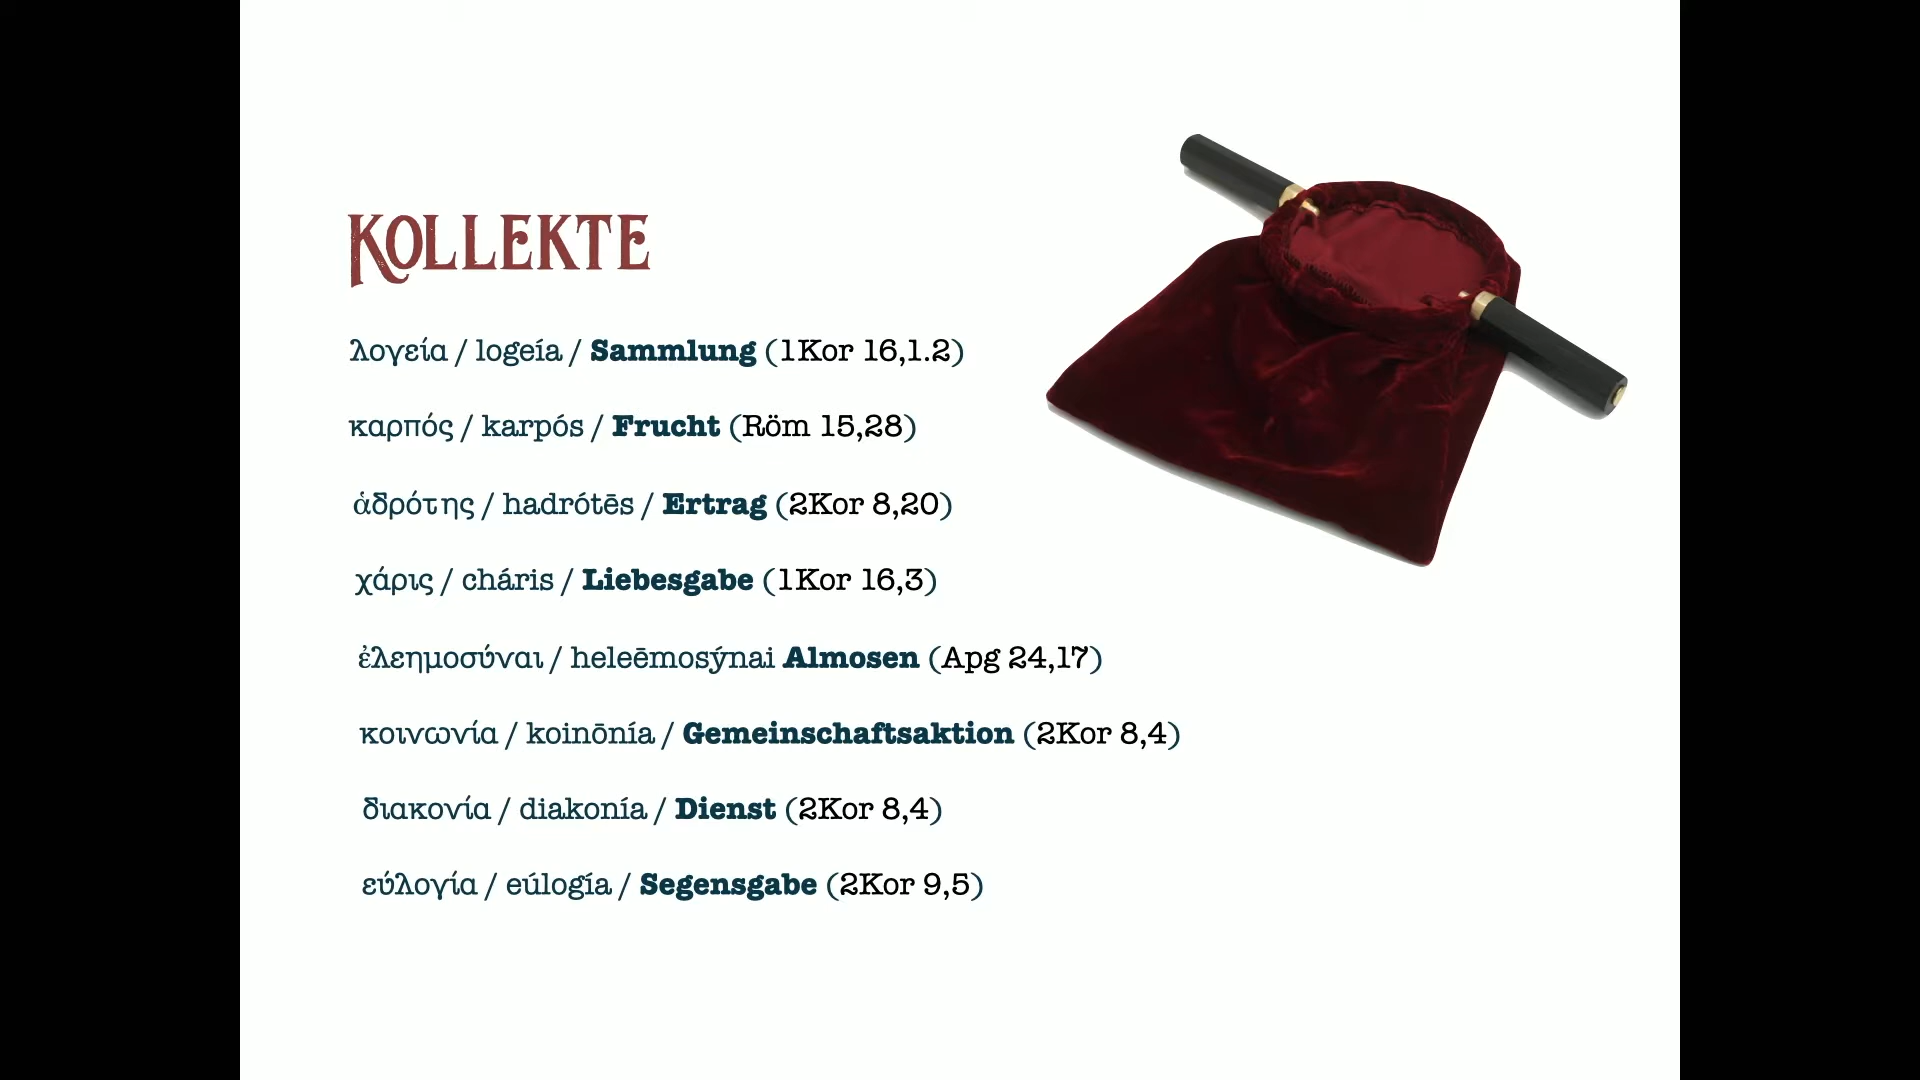 KOLLEKTE
λογεία / logeía / Sammlung (1Kor 16,1.2)
καρπός / karpós / Frucht (Röm 15,28)
ἁδρότης / hadrótēs / Ertrag (2Kor 8,20)
χάρις / cháris / Liebesgabe (1Kor 16,3)
ἐλεημοσύναι / heleēmosýnai Almosen (Apg 24,17)
κοινωνία / koinōnía / Gemeinschaftsaktion (2Kor 8,4)
διακονία / diakonía / Dienst (2Kor 8,4)
εύλογία / eúlogía / Segensgabe (2Kor 9,5)